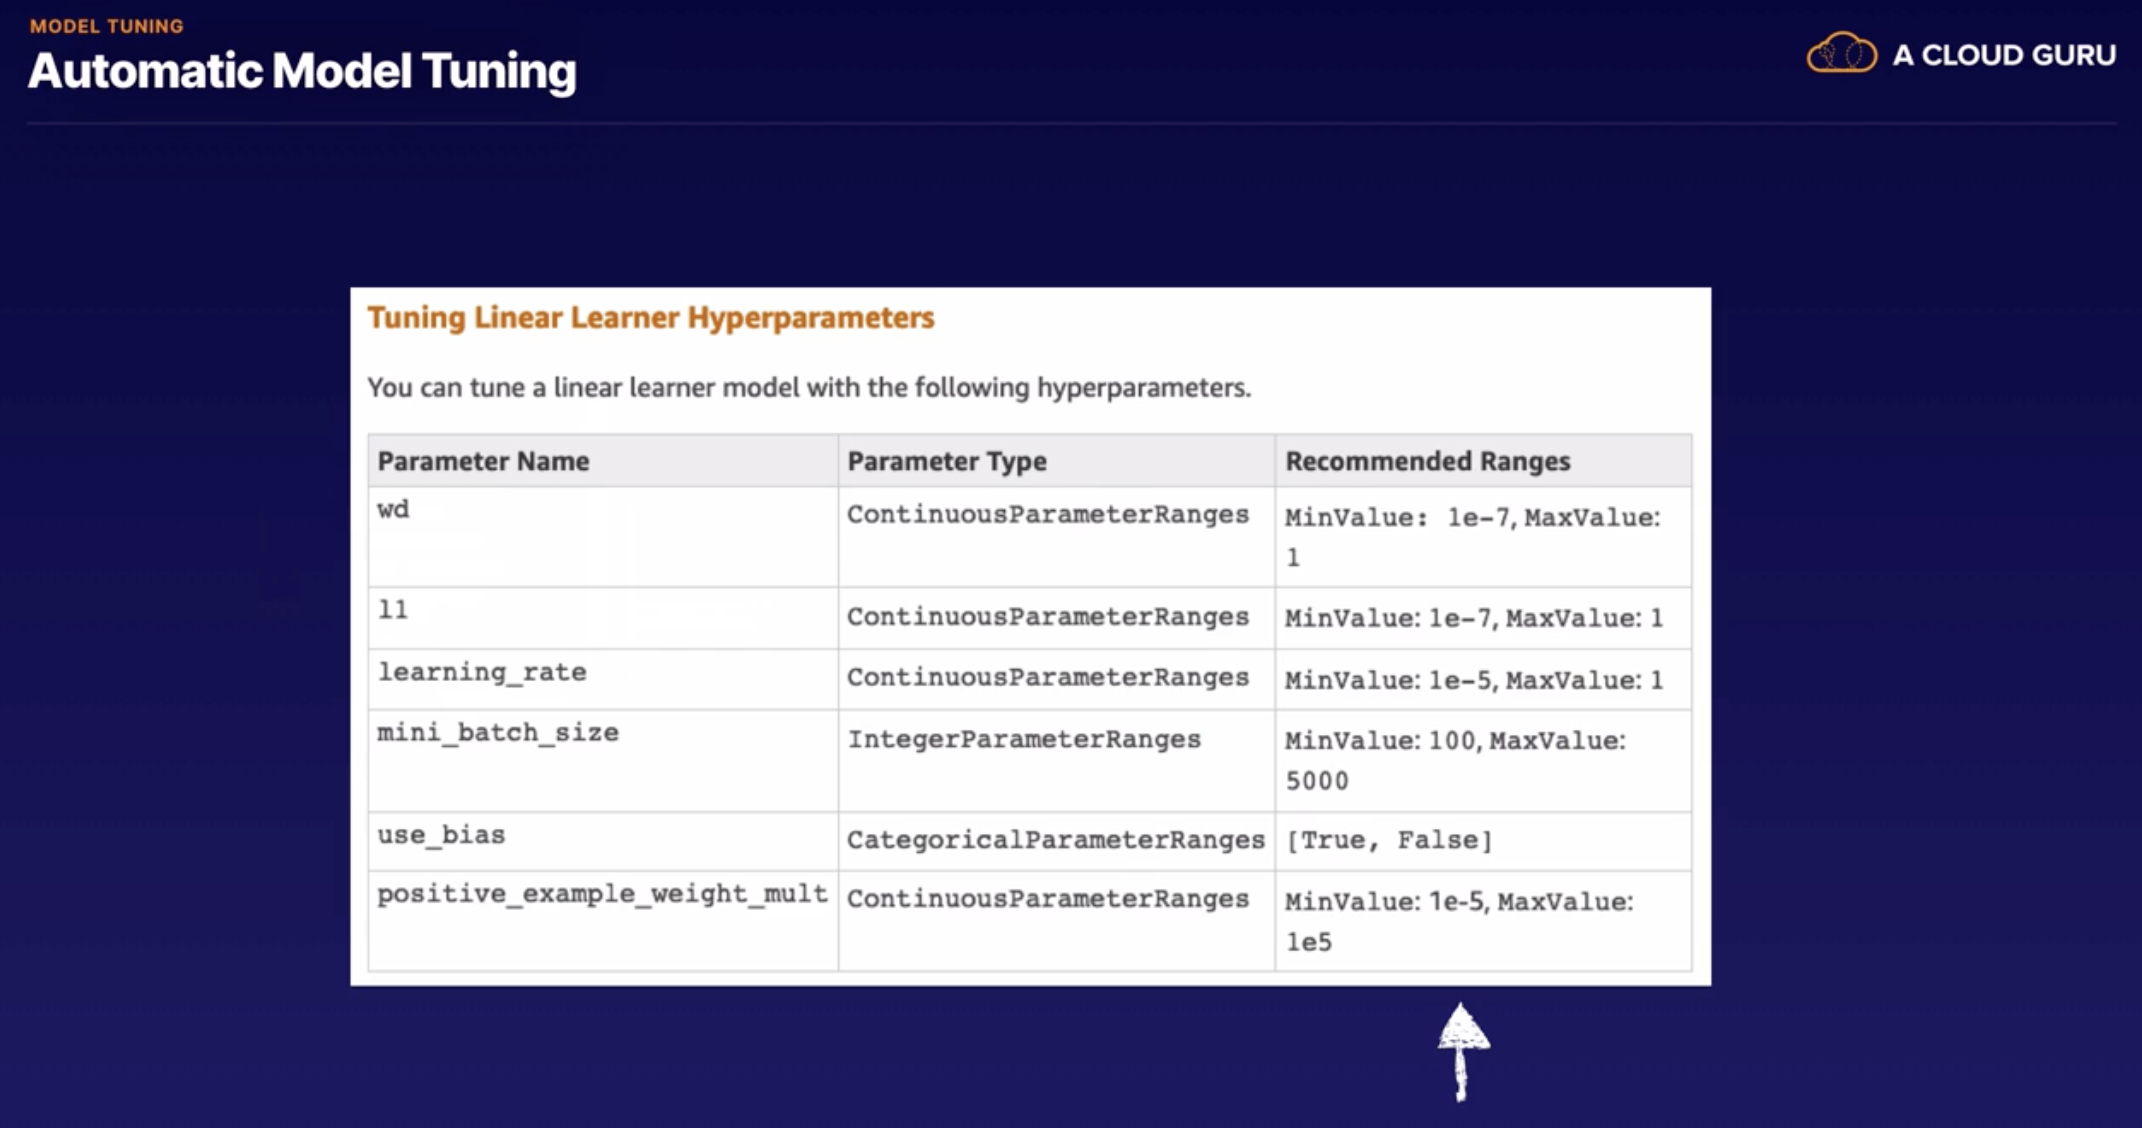 MODEL TUNING
Automatic Model Tuning
A CLOUD GURU
Tuning Linear Learner Hyperparameters
You can tune a linear learner model with the following hyperparameters.
Parameter Name Parameter Type Recommended Ranges
wd ContinuousParameterRanges MinValue: 1e-7, MaxValue:
1
l1 ContinuousParameterRanges MinValue: 1e-7, MaxValue: 1
learning_rate ContinuousParameterRanges MinValue: 1e-5, MaxValue: 1
mini_batch_size IntegerParameterRanges MinValue: 100, MaxValue:
5000
use_bias CategoricalParameterRanges [True, False]
positive_example_weight_mult ContinuousParameterRanges MinValue: 1e-5, MaxValue:
1e5